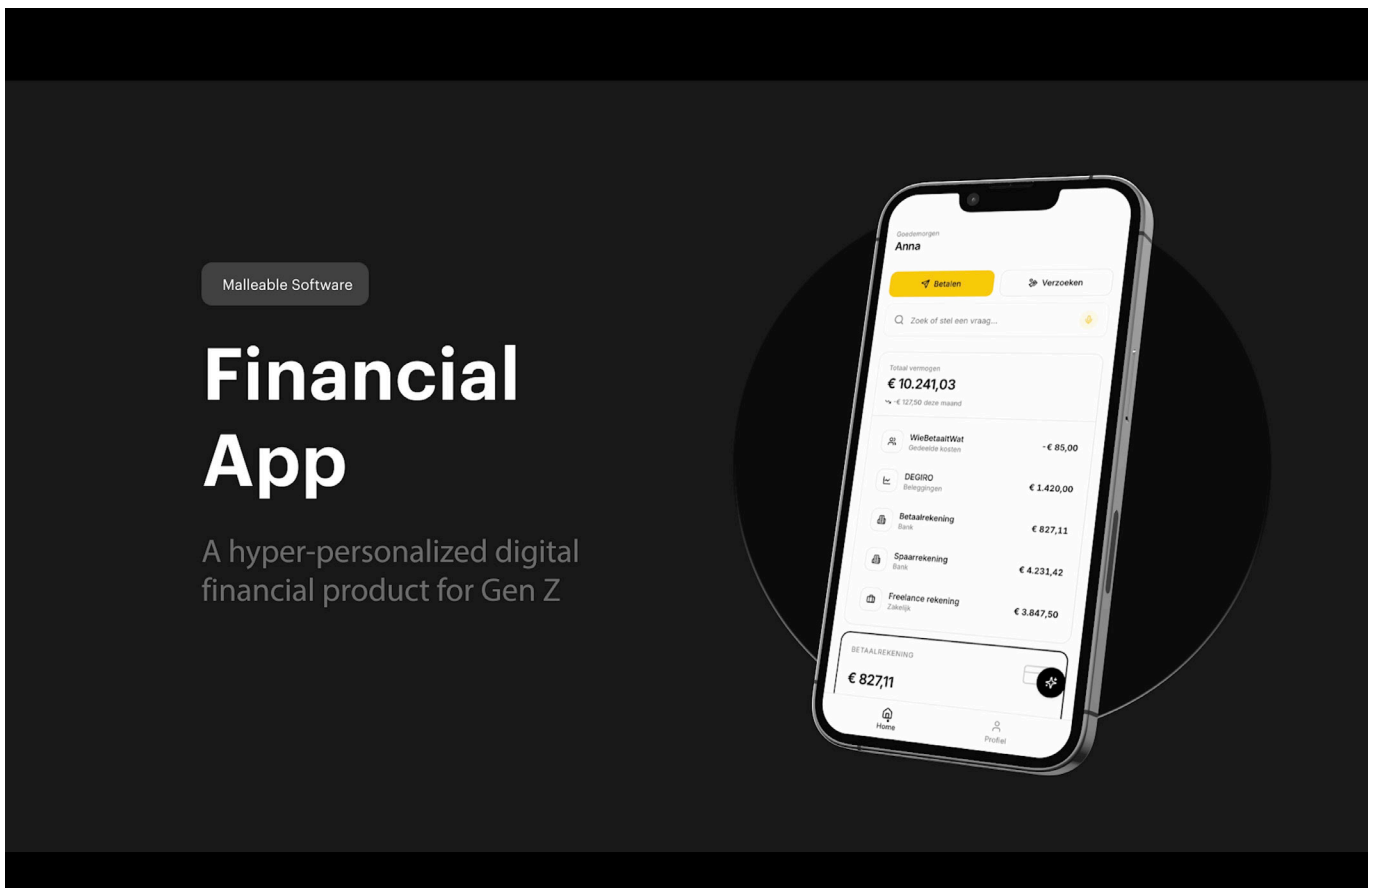 Malleable Software
Financial
App
A hyper-personalized digital
financial product for Gen Z
Goedemorgen
Anna
Betalen
Verzoeken
Zoek of stel een vraag...
Totaal vermogen
€ 10.241,03
-€ 127,50 deze maand
WieBetaaltWat
Gedeelde kosten
-€ 85,00
DEGIRO
Beleggingen
€ 1.420,00
Betaalrekening
Bank
€ 827,11
Spaarrekening
Bank
€ 4.231,42
Freelance rekening
Zakelijk
€ 3.847,50
BETAALREKENING
€ 827,11
Home
Profiel